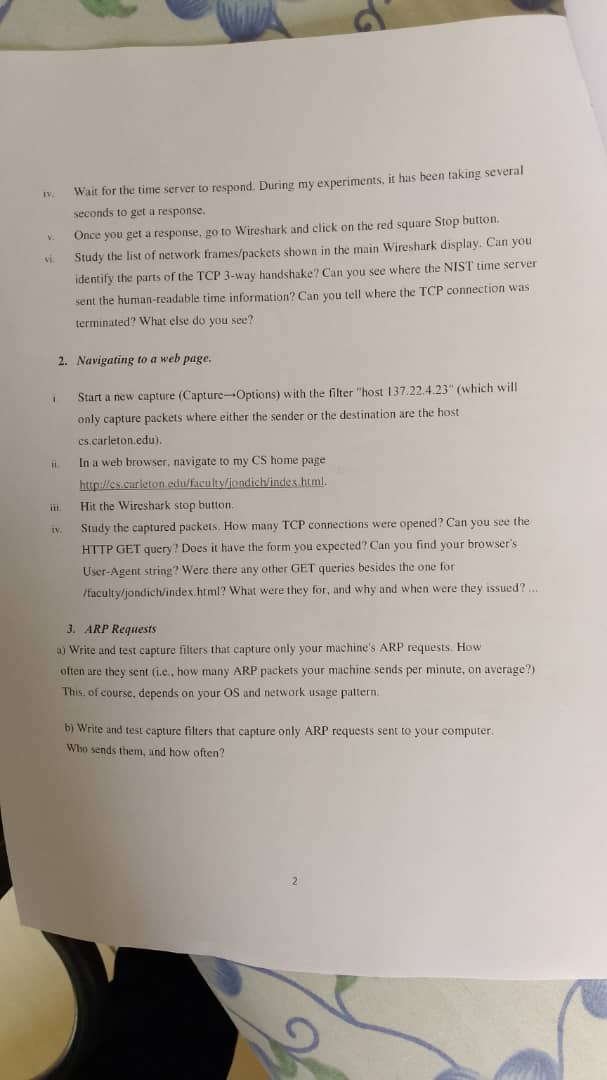 iv. Wait for the time server to respond. During my experiments, it has been taking several
seconds to get a response.
v. Once you get a response, go to Wireshark and click on the red square Stop button.
vi. Study the list of network frames/packets shown in the main Wireshark display. Can you
identify the parts of the TCP 3-way handshake? Can you see where the NIST time server
sent the human-readable time information? Can you tell where the TCP connection was
terminated? What else do you see?
2. Navigating to a web page.
i. Start a new capture (Capture→Options) with the filter "host 137.22.4.23" (which will
only capture packets where either the sender or the destination are the host
cs.carleton.edu).
ii. In a web browser, navigate to my CS home page
http://cs.carleton.edu/faculty/jondich/index.html.
iii. Hit the Wireshark stop button.
iv. Study the captured packets. How many TCP connections were opened? Can you see the
HTTP GET query? Does it have the form you expected? Can you find your browser's
User-Agent string? Were there any other GET queries besides the one for
/faculty/jondich/index.html? What were they for, and why and when were they issued? ...
3. ARP Requests
a) Write and test capture filters that capture only your machine's ARP requests. How
often are they sent (i.e., how many ARP packets your machine sends per minute, on average?)
This, of course, depends on your OS and network usage pattern.
b) Write and test capture filters that capture only ARP requests sent to your computer.
Who sends them, and how often?
2